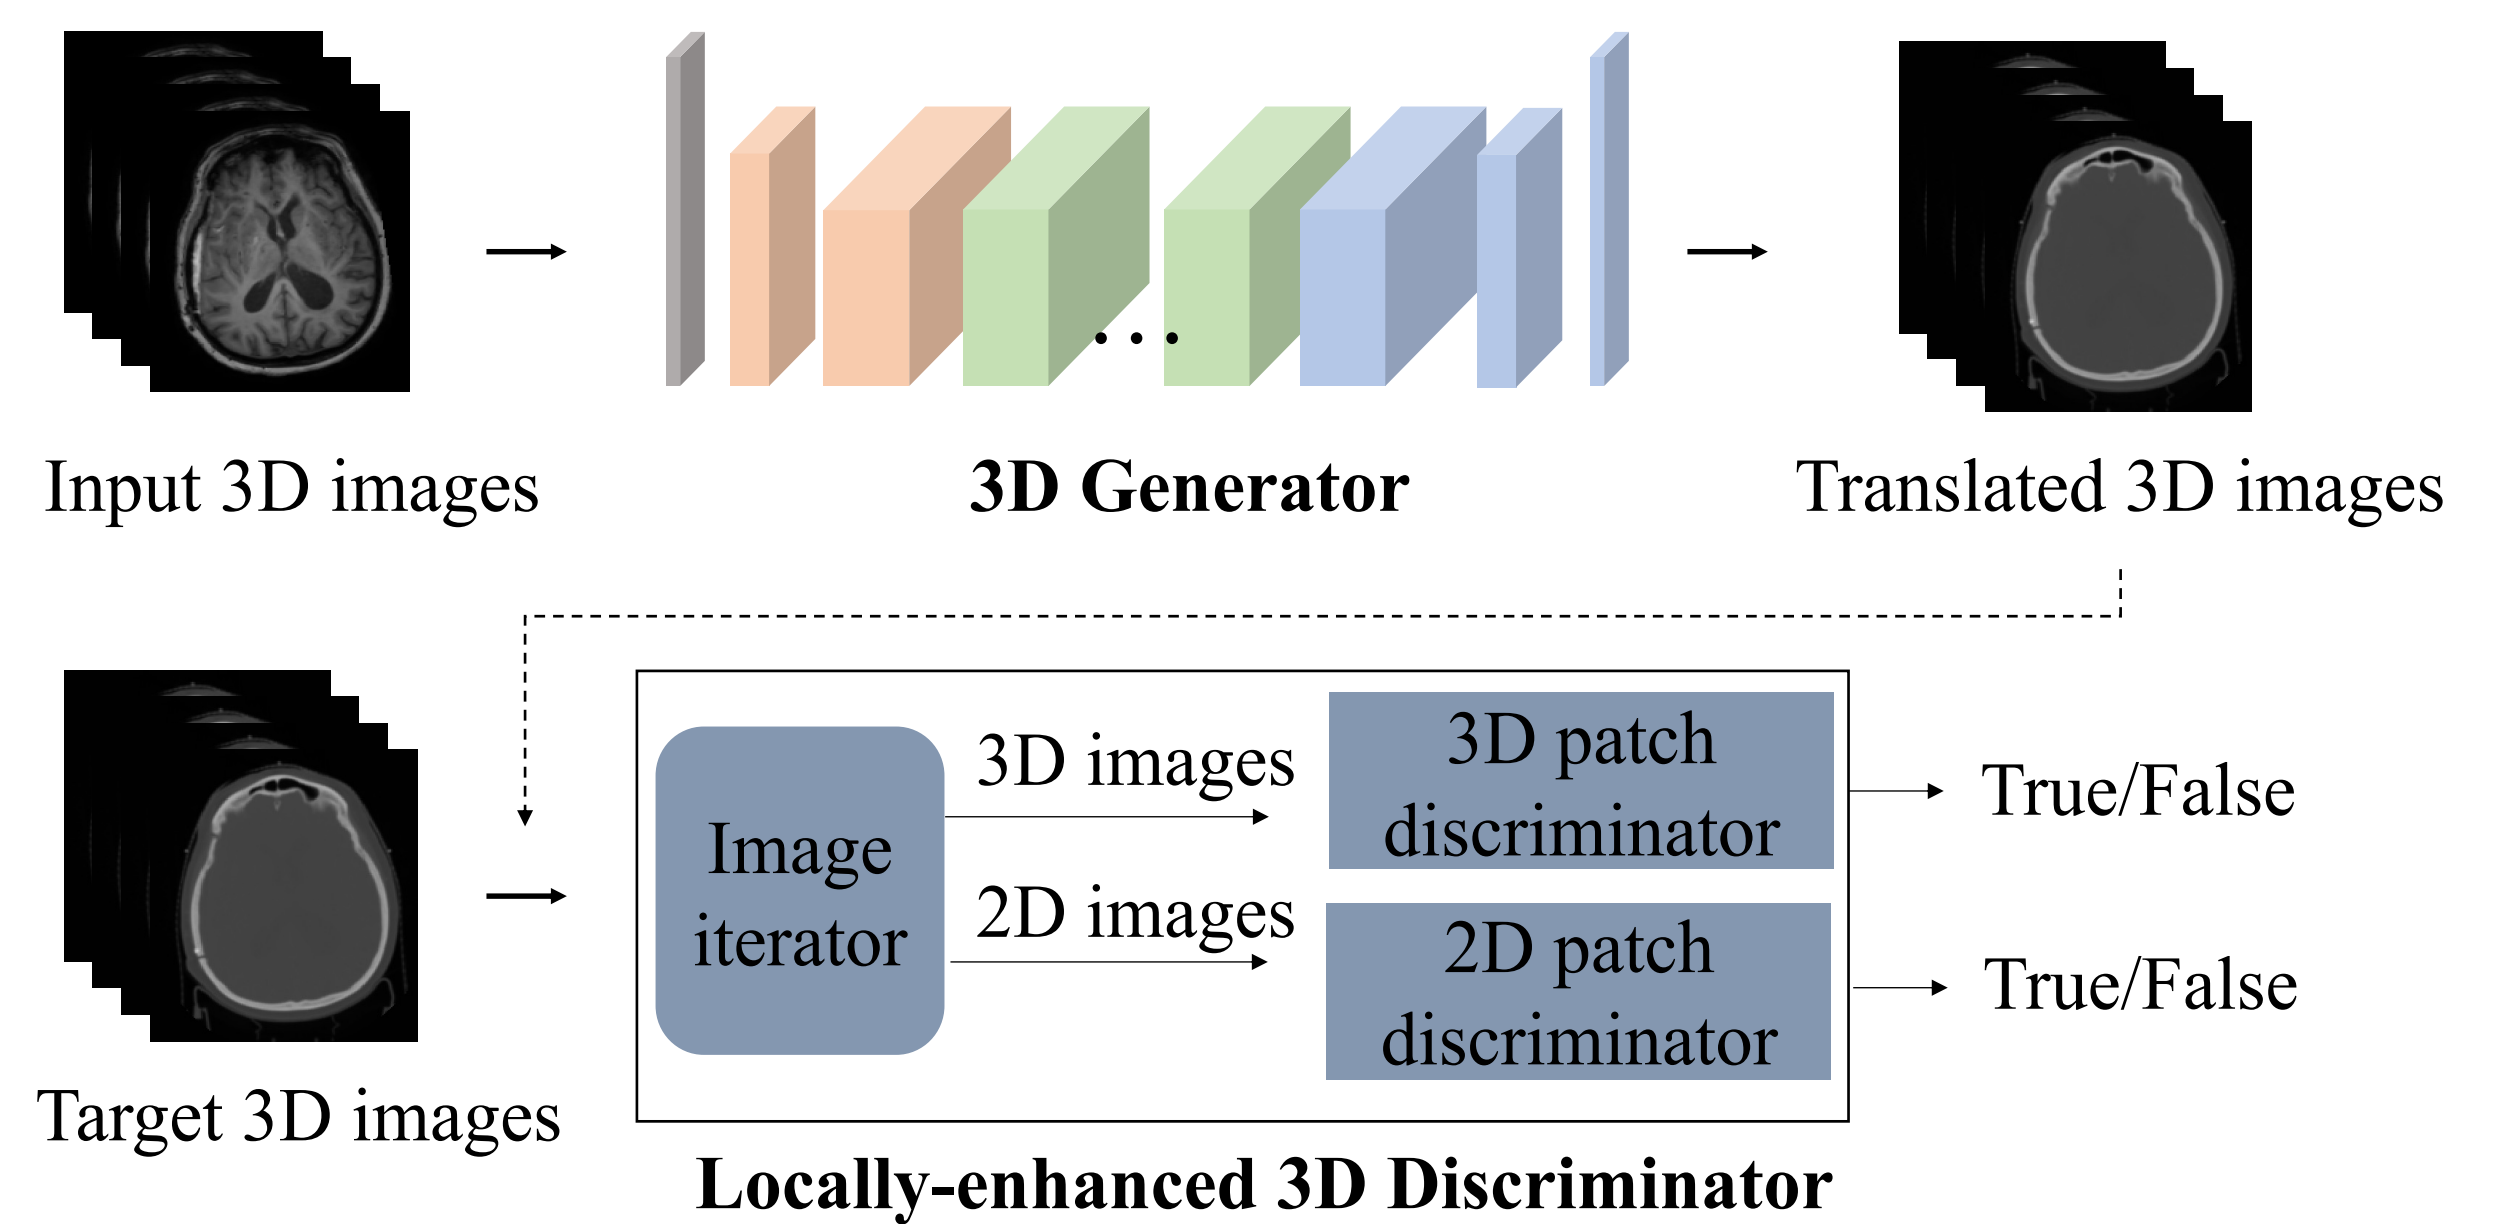 Input 3D images
3D Generator
Translated 3D images
Image
iterator
3D images
2D images
3D patch
discriminator
2D patch
discriminator
True/False
True/False
Target 3D images
Locally-enhanced 3D Discriminator